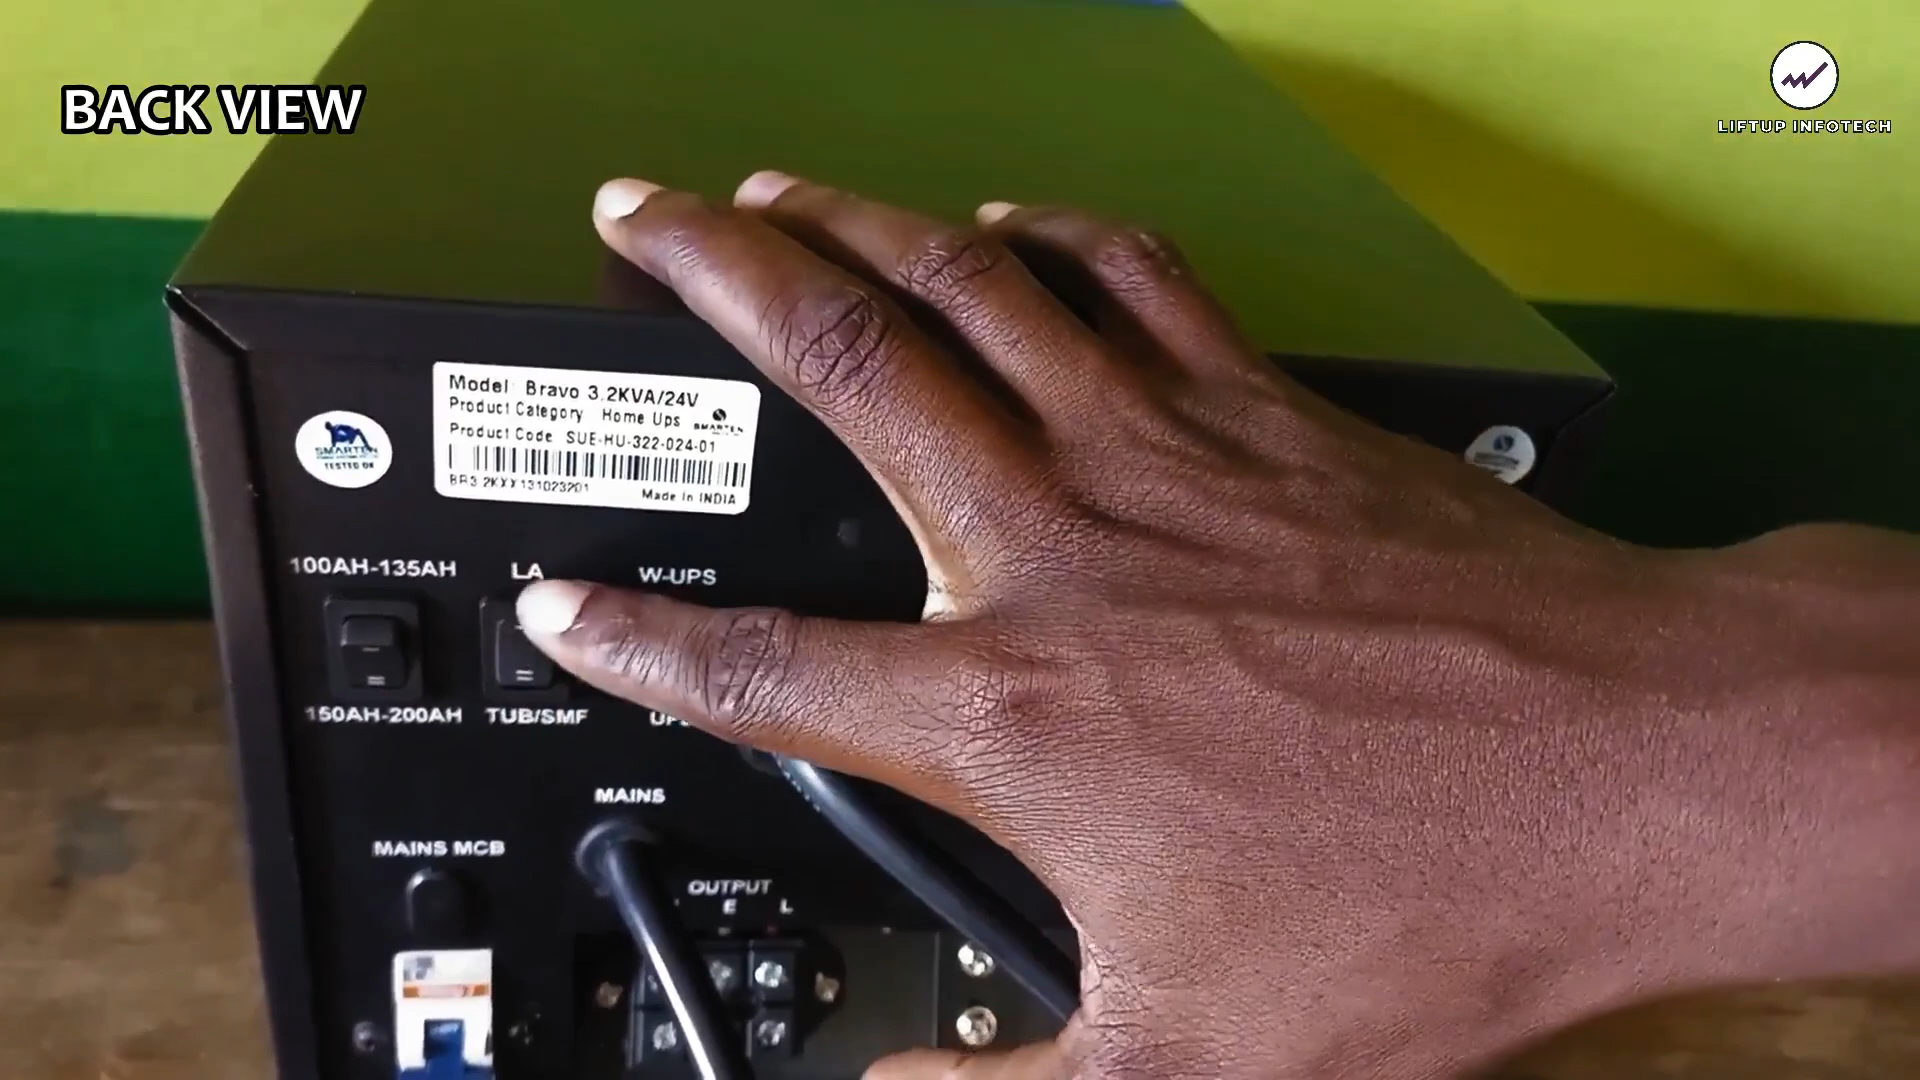 BACK VIEW
LIFTUP INFOTECH
Model: Bravo 3.2KVA/24V
Product Category Home Ups
SMARTEN
Product Code SUE-HU-322-024-01
BR3.2KXX131023201 Made In INDIA
SMARTEN
TESTED OK
100AH-135AH LA W-UPS
150AH-200AH TUB/SMF UPS
MAINS
MAINS MCB
OUTPUT
E L